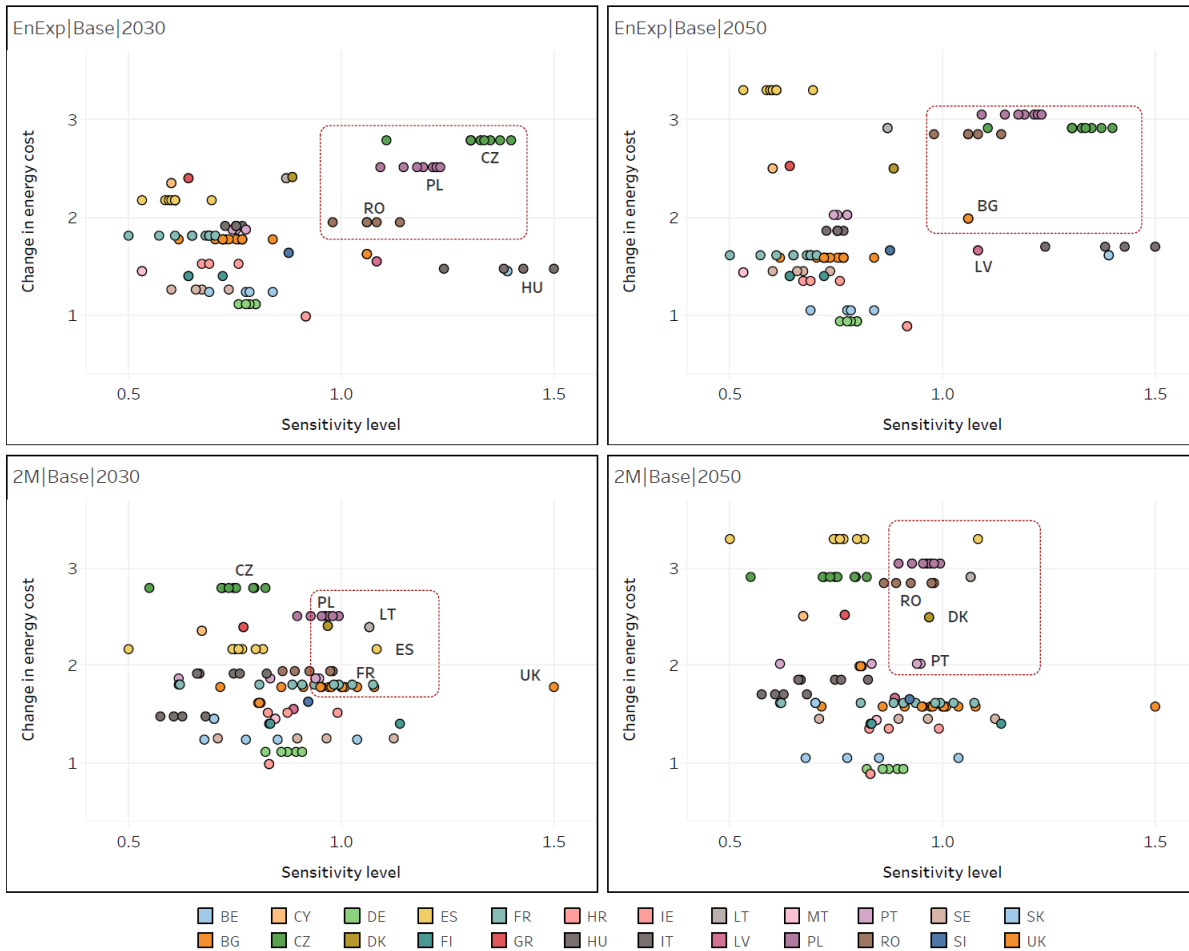 EnExp|Base|2030
Change in energy cost
3
2
1
CZ
PL
RO
HU
0.5 1.0 1.5
Sensitivity level
EnExp|Base|2050
Change in energy cost
3
2
1
BG
LV
0.5 1.0 1.5
Sensitivity level
2M|Base|2030
Change in energy cost
3
2
1
CZ
PL
LT
ES
FR
UK
0.5 1.0 1.5
Sensitivity level
2M|Base|2050
Change in energy cost
3
2
1
RO
DK
PT
0.5 1.0 1.5
Sensitivity level
BE CY DE ES FR HR IE LT MT PT SE SK
BG CZ DK FI GR HU IT LV PL RO SI UK